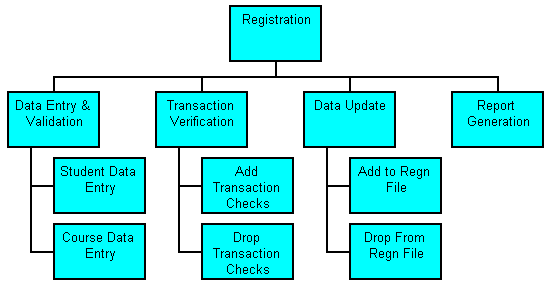 Registration
Data Entry &
Validation
Transaction
Verification
Data Update
Report
Generation
Student Data
Entry
Add
Transaction
Checks
Add to Regn
File
Course Data
Entry
Drop
Transaction
Checks
Drop From
Regn File